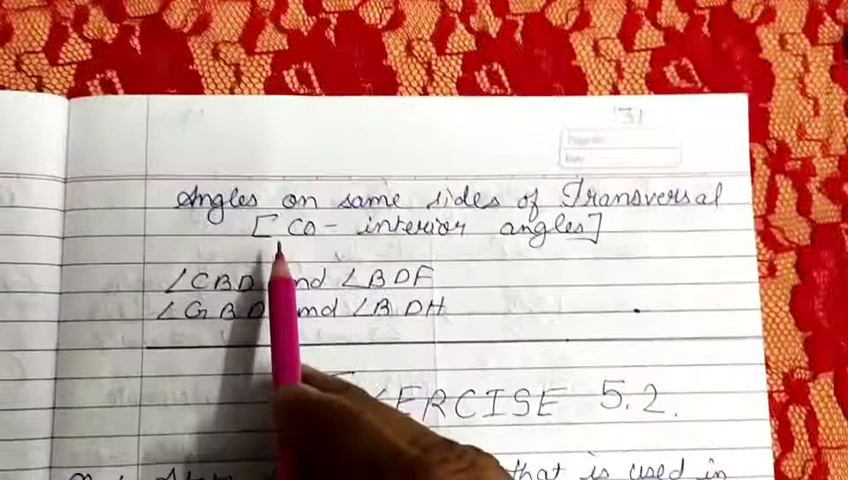 Angles on same sides of Transversal
[CO- interior angles]
∠CBD and ∠BDF
∠GBD and ∠BDH
EXERCISE 5.2.
that is used in